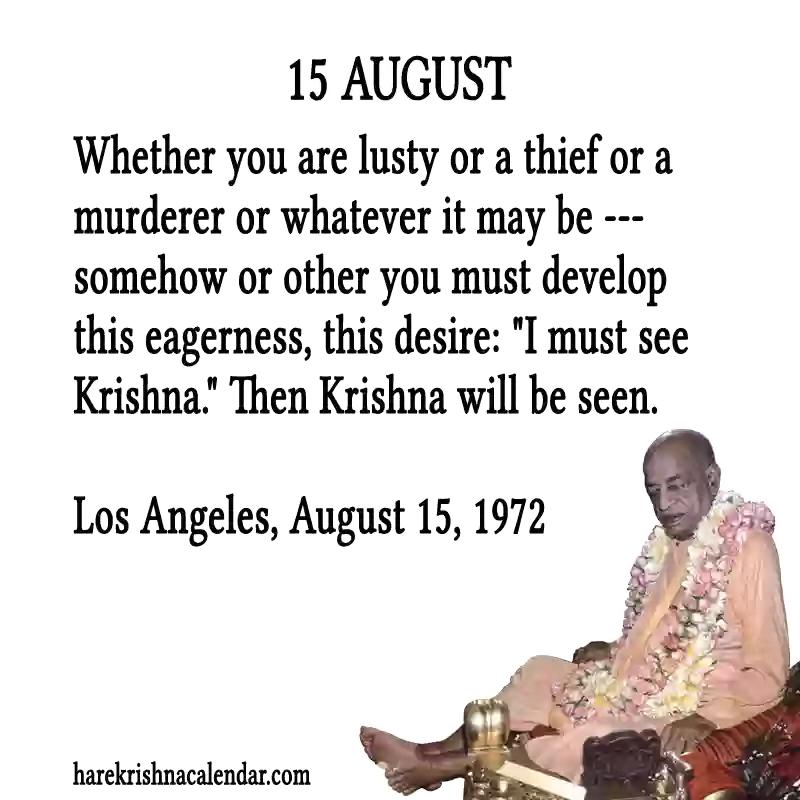 15 AUGUST
Whether you are lusty or a thief or a
murderer or whatever it may be ---
somehow or other you must develop
this eagerness, this desire: "I must see
Krishna." Then Krishna will be seen.
Los Angeles, August 15, 1972
harekrishnacalendar.com